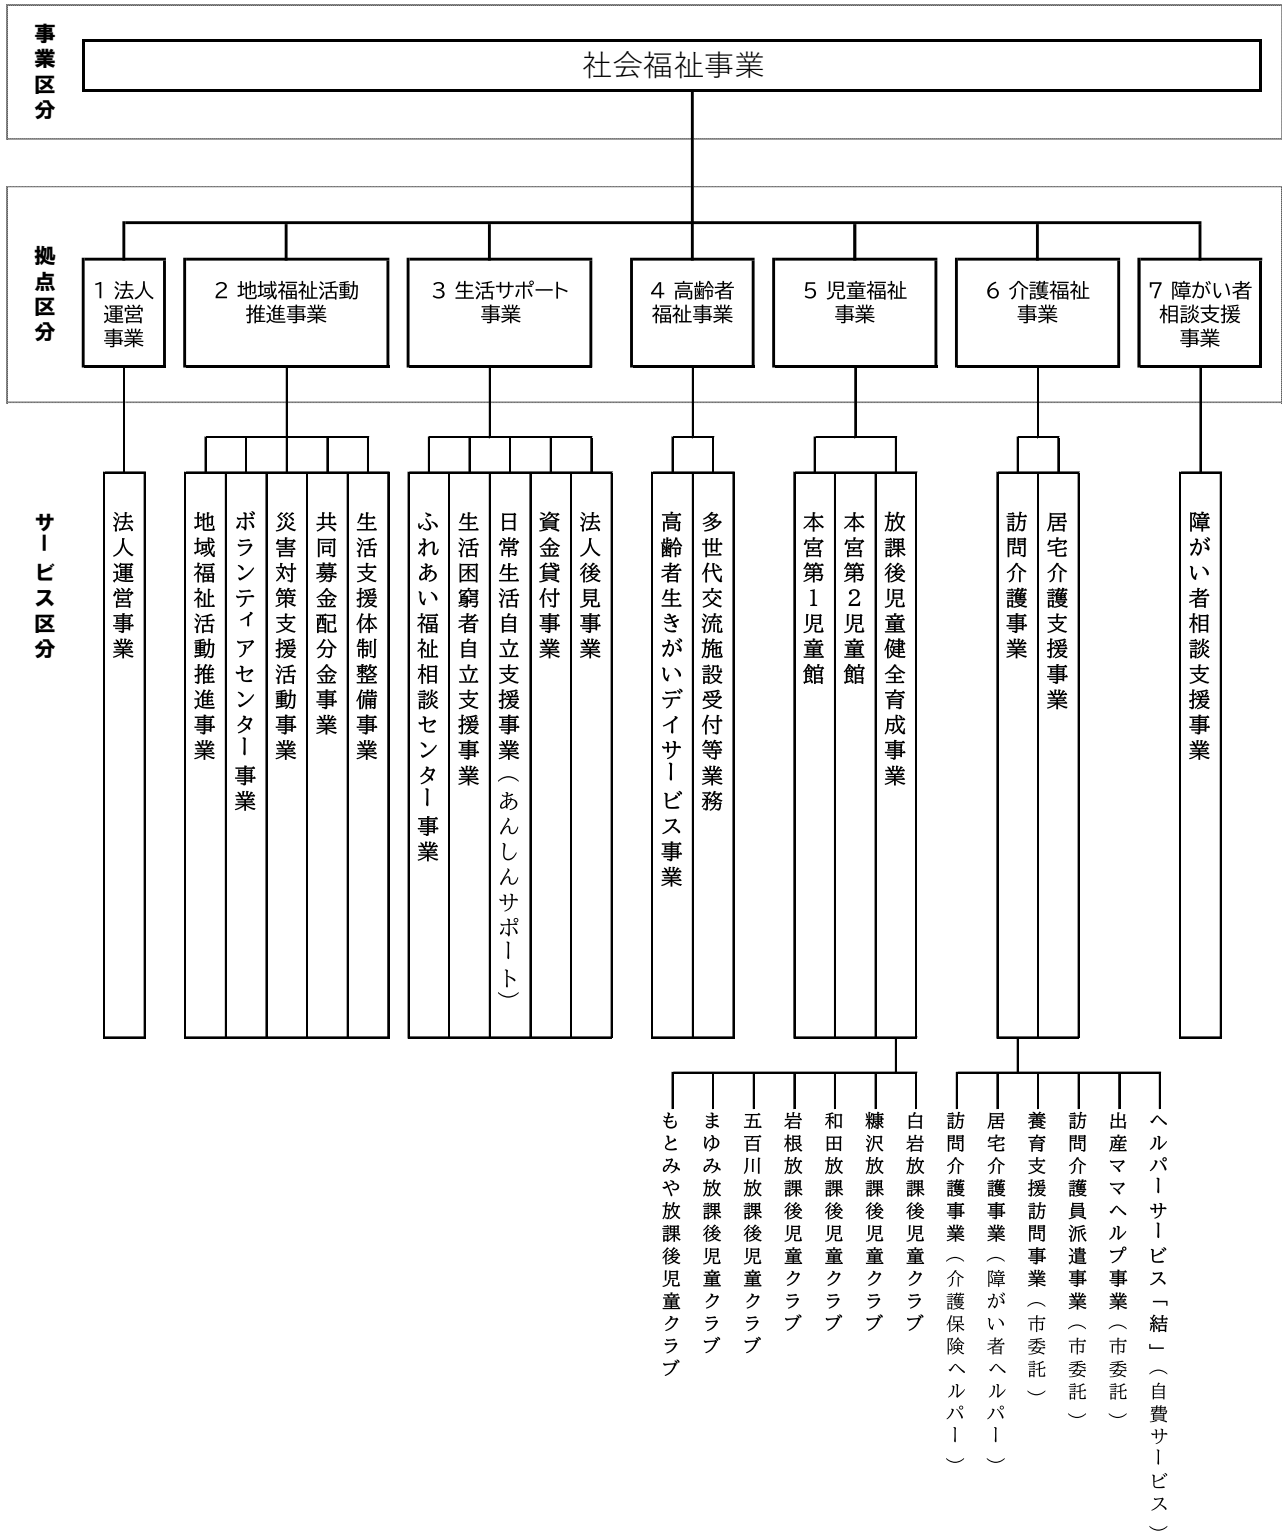 事業区分
社会福祉事業
拠点区分
1 法人
運営
事業
2 地域福祉活動
推進事業
3 生活サポート
事業
4 高齢者
福祉事業
5 児童福祉
事業
6 介護福祉
事業
7 障がい者
相談支援
事業
サービス区分
法人運営事業
地域福祉活動推進事業
ボランティアセンター事業
災害対策支援活動事業
共同募金配分金事業
生活支援体制整備事業
ふれあい福祉相談センター事業
生活困窮者自立支援事業
日常生活自立支援事業（あんしんサポート）
資金貸付事業
法人後見事業
高齢者生きがいデイサービス事業
多世代交流施設受付等業務
本宮第１児童館
本宮第２児童館
放課後児童健全育成事業
訪問介護事業
居宅介護支援事業
障がい者相談支援事業
もとみや放課後児童クラブ
まゆみ放課後児童クラブ
五百川放課後児童クラブ
岩根放課後児童クラブ
和田放課後児童クラブ
糠沢放課後児童クラブ
白岩放課後児童クラブ
訪問介護事業（介護保険ヘルパー）
居宅介護事業（障がい者ヘルパー）
養育支援訪問事業（市委託）
訪問介護員派遣事業（市委託）
出産ママヘルプ事業（市委託）
ヘルパーサービス「結」（自費サービス）